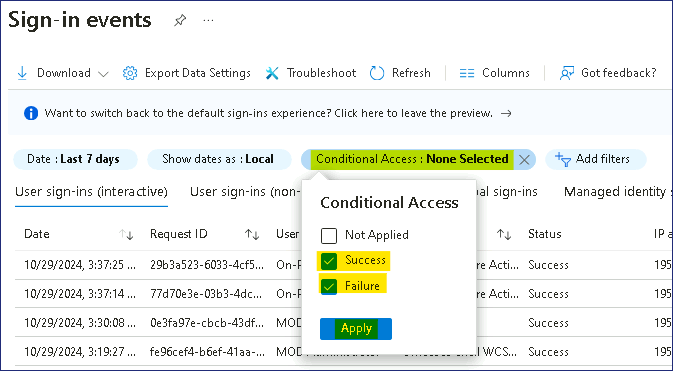 Sign-in events
Download Export Data Settings Troubleshoot Refresh Columns Got feedback?
Want to switch back to the default sign-ins experience? Click here to leave the preview. →
Date : Last 7 days Show dates as : Local Conditional Access : None Selected Add filters
User sign-ins (interactive) User sign-ins (non- sign-ins Managed identity s
Conditional Access
Date Request ID User Status IP a
Not Applied
10/29/2024, 3:37:25 ... 29b3a523-6033-4cf5... On-P Success re Acti... Success 195
10/29/2024, 3:37:14 ... 77d70e3e-03b3-4dc... On-P Failure re Acti... Success 195
10/29/2024, 3:30:08 ... 0e3fa97e-cbcb-43df... MOD Success 195
Apply
10/29/2024, 3:19:27 ... fe96cef4-b6ef-41aa-... MOD WCS... Success 195